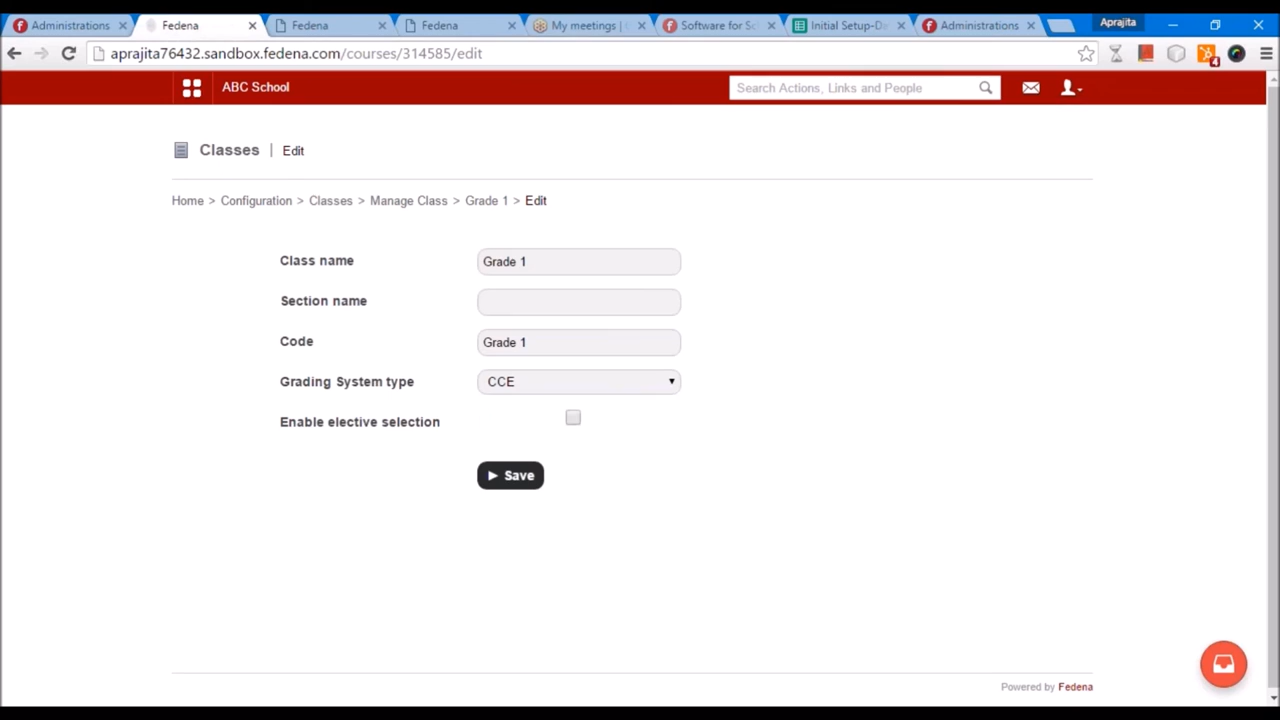 Administrations
Fedena
Fedena
Fedena
My meetings |
Software for Sc
Initial Setup-Da
Administrations
Aprajita
aprajita76432.sandbox.fedena.com/courses/314585/edit
4
ABC School
Search Actions, Links and People
Classes | Edit
Home > Configuration > Classes > Manage Class > Grade 1 > Edit
Class name Grade 1
Section name
Code Grade 1
Grading System type CCE
Enable elective selection
Save
Powered by Fedena